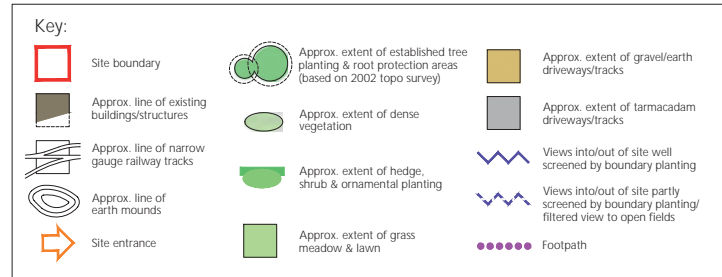 Key:
Site boundary
Approx. line of existing
buildings/structures
Approx. line of narrow
gauge railway tracks
Approx. line of
earth mounds
Site entrance
Approx. extent of established tree
planting & root protection areas
(based on 2002 topo survey)
Approx. extent of dense
vegetation
Approx. extent of hedge,
shrub & ornamental planting
Approx. extent of grass
meadow & lawn
Approx. extent of gravel/earth
driveways/tracks
Approx. extent of tarmacadam
driveways/tracks
Views into/out of site well
screened by boundary planting
Views into/out of site partly
screened by boundary planting/
filtered view to open fields
Footpath